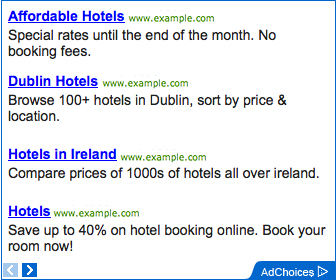 Affordable Hotels www.example.com
Special rates until the end of the month. No
booking fees.
Dublin Hotels www.example.com
Browse 100+ hotels in Dublin, sort by price &
location.
Hotels in Ireland www.example.com
Compare prices of 1000s of hotels all over ireland.
Hotels www.example.com
Save up to 40% on hotel booking online. Book your
room now!
AdChoices